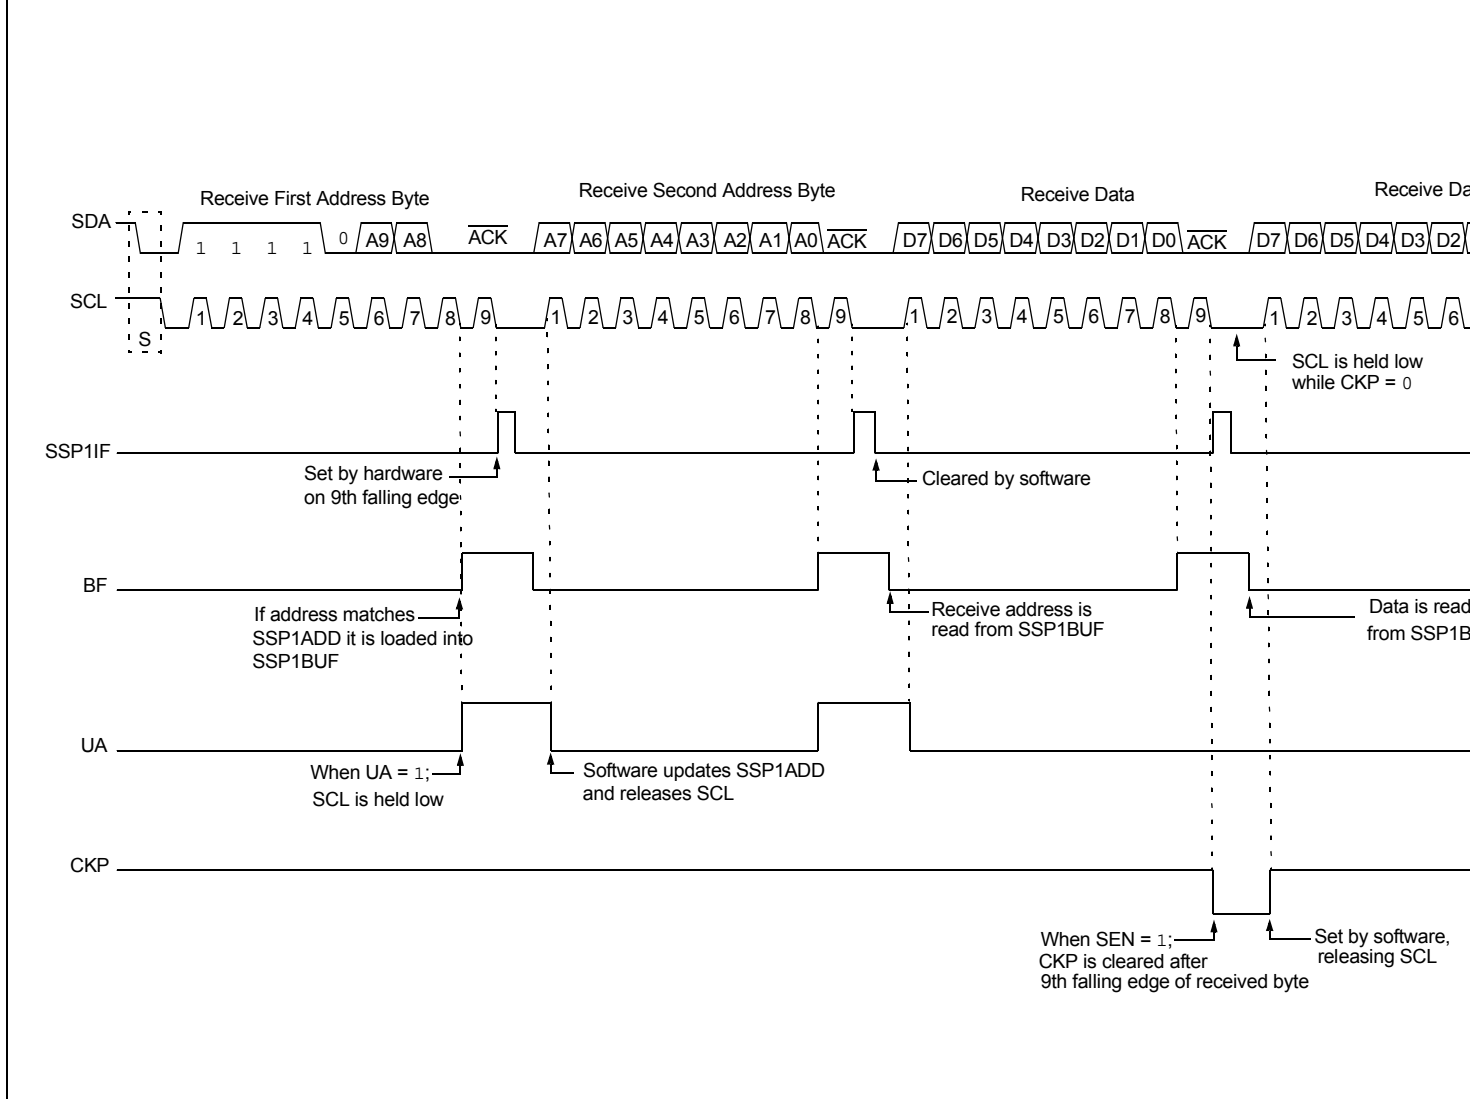 Receive First Address Byte
Receive Second Address Byte
Receive Data
Receive Da
SDA
1 1 1 1 0 A9 A8 ACK A7 A6 A5 A4 A3 A2 A1 A0 ACK D7 D6 D5 D4 D3 D2 D1 D0 ACK D7 D6 D5 D4 D3 D2
SCL
S
1 2 3 4 5 6 7 8 9 1 2 3 4 5 6 7 8 9 1 2 3 4 5 6 7 8 9 1 2 3 4 5 6
SCL is held low
while CKP = 0
SSP1IF
Set by hardware
on 9th falling edge
Cleared by software
BF
If address matches
SSP1ADD it is loaded into
SSP1BUF
Receive address is
read from SSP1BUF
Data is read
from SSP1B
UA
When UA = 1;
SCL is held low
Software updates SSP1ADD
and releases SCL
CKP
When SEN = 1;
CKP is cleared after
9th falling edge of received byte
Set by software,
releasing SCL